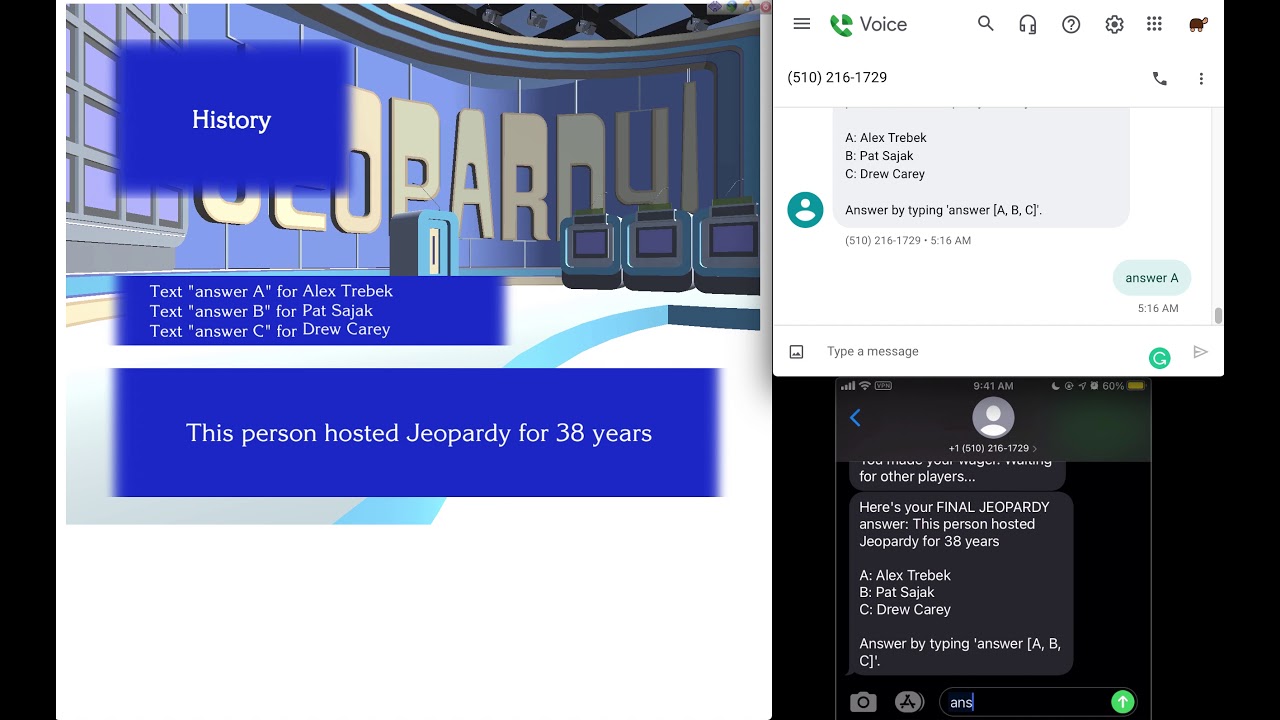 History
JEOPARDY!
Text "answer A" for Alex Trebek
Text "answer B" for Pat Sajak
Text "answer C" for Drew Carey
This person hosted Jeopardy for 38 years
Voice
(510) 216-1729
A: Alex Trebek
B: Pat Sajak
C: Drew Carey
Answer by typing 'answer [A, B, C]'.
(510) 216-1729 • 5:16 AM
answer A
5:16 AM
Type a message
VPN
9:41 AM
60%
+1 (510) 216-1729
You made your wager. Waiting
for other players...
Here's your FINAL JEOPARDY
answer: This person hosted
Jeopardy for 38 years
A: Alex Trebek
B: Pat Sajak
C: Drew Carey
Answer by typing 'answer [A, B,
C]'.
ans